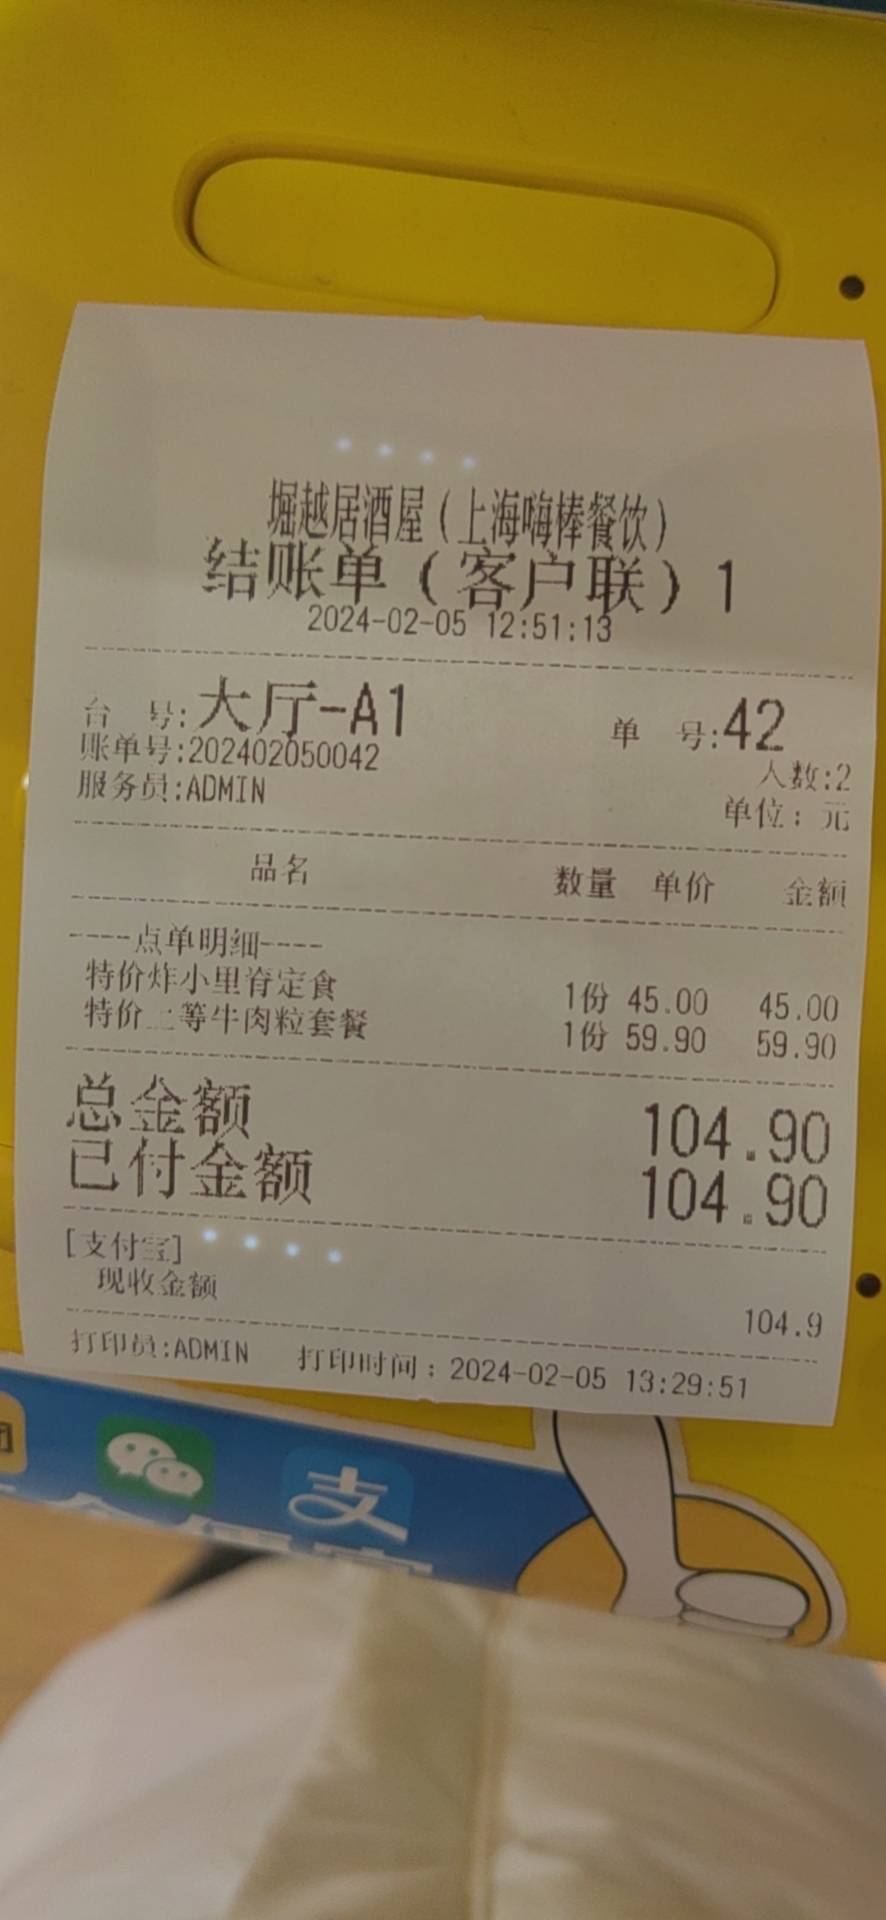 堀越居酒屋(上海嗨棒餐饮)
结账单(客户联)1
2024-02-05 12:51:13
台 号:大厅-A1 单 号:42
账单号:202402050042 人数:2
服务员:ADMIN 单位：元
品名 数量 单价 金额
----点单明细----
特价炸小里脊定食 1份 45.00 45.00
特价上等牛肉粒套餐 1份 59.90 59.90
总金额 104.90
已付金额 104.90
[支付宝]
现收金额 104.9
打印员:ADMIN 打印时间：2024-02-05 13:29:51
支